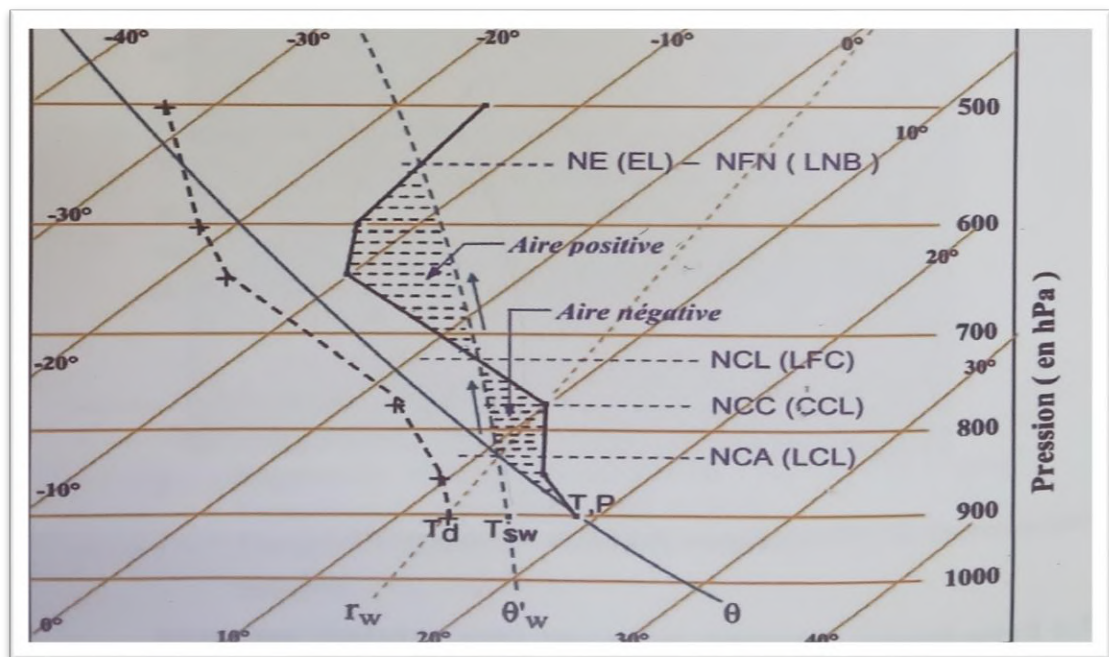 -40° -30° -20° -10° 0°
500
10°
NE (EL) – NFN ( LNB )
-30° 600
Aire positive
20°
Aire négative
700
-20° NCL (LFC) 30°
NCC (CCL)
800
NCA (LCL)
-10°
T,P
900
Td Tsw
1000
rw θ'w θ
0° 10° 20° 30° 40°
Pression ( en hPa )